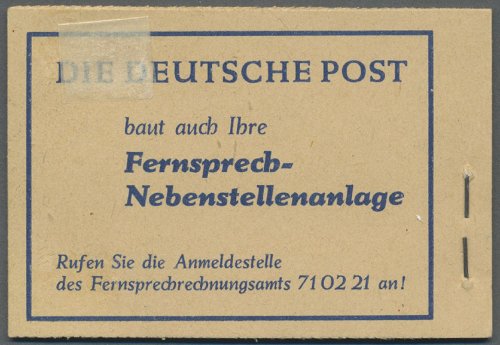 DIE DEUTSCHE POST
baut auch Ihre
Fernsprech-
Nebenstellenanlage
Rufen Sie die Anmeldestelle
des Fernsprechrechnungsamts 71 02 21 an!